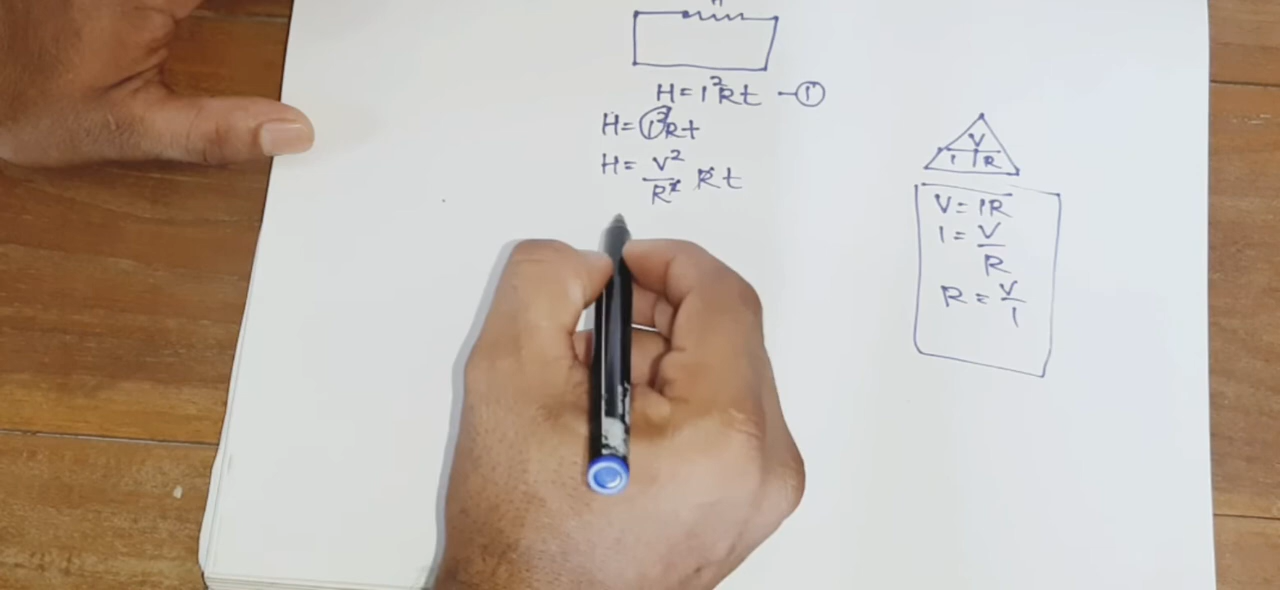 H = I²Rt —①
H = I²Rt
H = V²/R² Rt
V
I R
V = IR
I = V/R
R = V/I